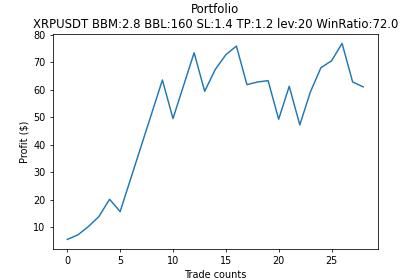 Portfolio
XRPUSDT BBM:2.8 BBL:160 SL:1.4 TP:1.2 lev:20 WinRatio:72.0
80
70
60
50
40
30
20
10
Profit ($)
0 5 10 15 20 25
Trade counts